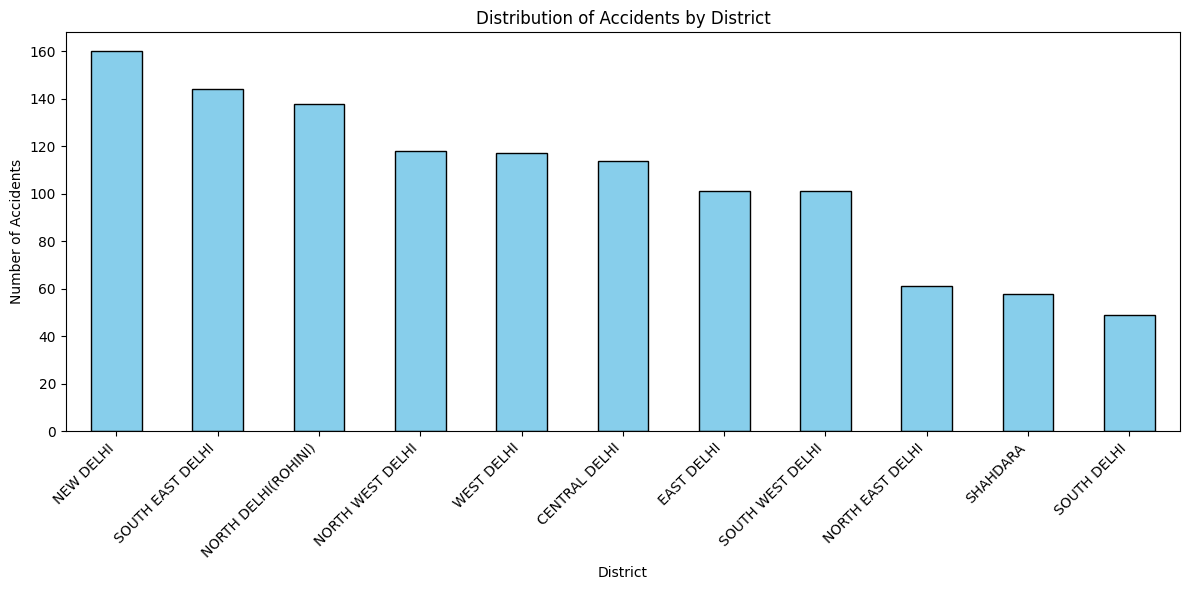 Distribution of Accidents by District
Number of Accidents
160
140
120
100
80
60
40
20
0
NEW DELHI
SOUTH EAST DELHI
NORTH DELHI(ROHINI)
NORTH WEST DELHI
WEST DELHI
CENTRAL DELHI
EAST DELHI
SOUTH WEST DELHI
NORTH EAST DELHI
SHAHDARA
SOUTH DELHI
District